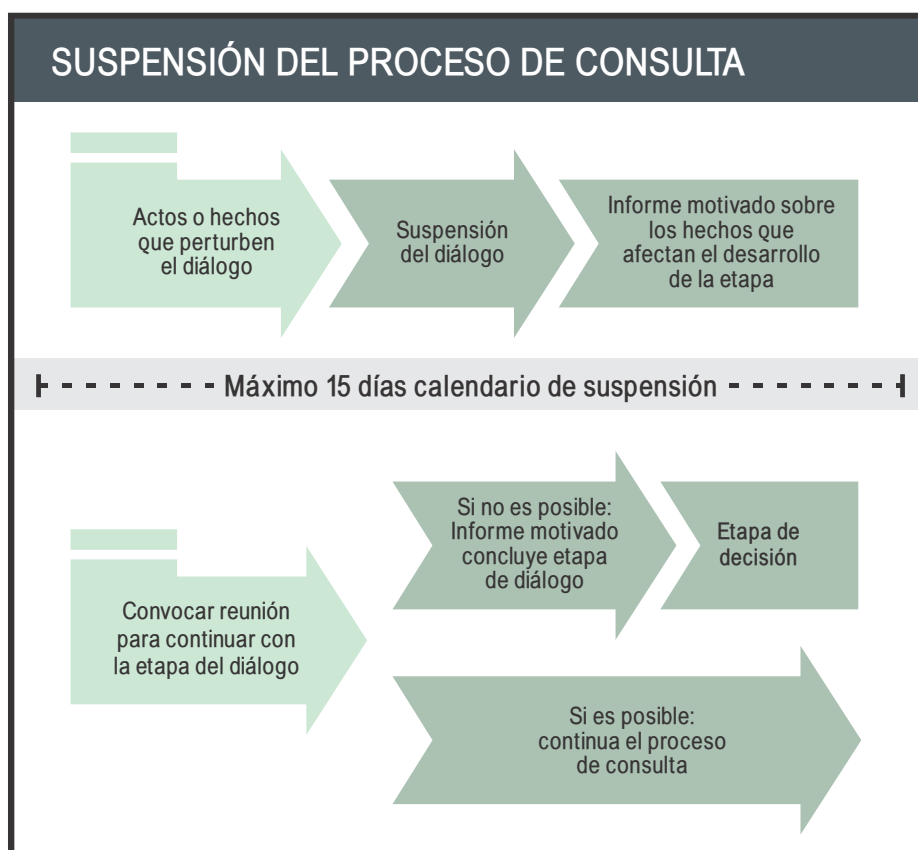 SUSPENSIÓN DEL PROCESO DE CONSULTA
Actos o hechos
que perturben
el diálogo
Suspensión
del diálogo
Informe motivado sobre
los hechos que
afectan el desarrollo
de la etapa
Máximo 15 días calendario de suspensión
Convocar reunión
para continuar con
la etapa del diálogo
Si no es posible:
Informe motivado
concluye etapa
de diálogo
Etapa de
decisión
Si es posible:
continua el proceso
de consulta